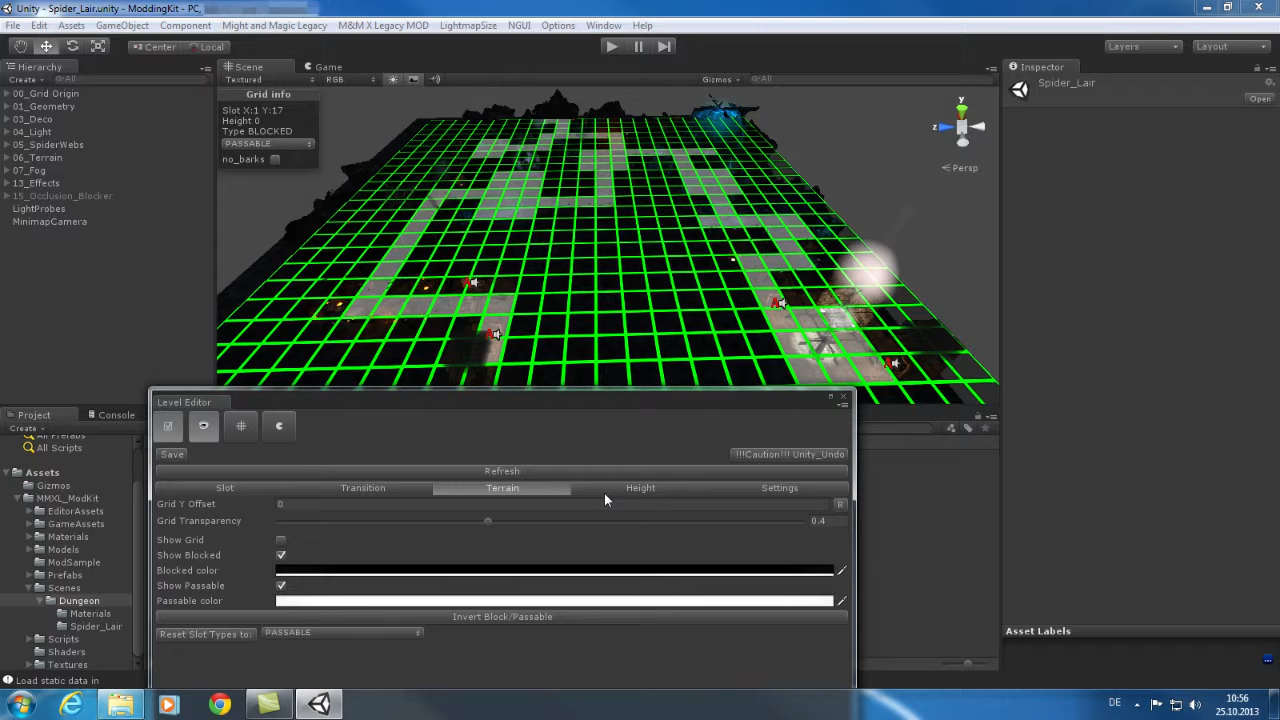 Unity - Spider_Lair.unity - ModdingKit - PC,
File Edit Assets GameObject Component Might and Magic Legacy M&M X Legacy MOD LightmapSize NGUI Options Window Help
Center Local Layers Layout
Hierarchy Scene Game Inspector
Create All Textured RGB Gizmos All
Spider_Lair
Open
00_Grid Origin
01_Geometry
03_Deco
04_Light
05_SpiderWebs
06_Terrain
07_Fog
13_Effects
15_Occlusion_Blocker
LightProbes
MinimapCamera
Grid info
Slot X:1 Y:17
Height 0
Type BLOCKED
PASSABLE
no_barks
y
z
Persp
Project Console
Create
All Prefabs
All Scripts
Assets
Gizmos
MMXL_ModKit
EditorAssets
GameAssets
Materials
Models
ModSample
Prefabs
Scenes
Dungeon
Materials
Spider_Lair
Scripts
Shaders
Textures
Level Editor
Save !!!Caution!!! Unity_Undo
Refresh
Slot Transition Terrain Height Settings
Grid Y Offset 0 R
Grid Transparency 0.4
Show Grid
Show Blocked
Blocked color
Show Passable
Passable color
Invert Block/Passable
Reset Slot Types to: PASSABLE
Asset Labels
Load static data in
DE 10:56
25.10.2013